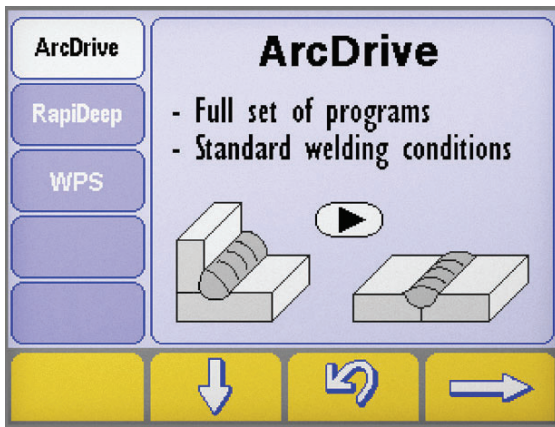 ArcDrive
RapiDeep
WPS
ArcDrive
- Full set of programs
- Standard welding conditions